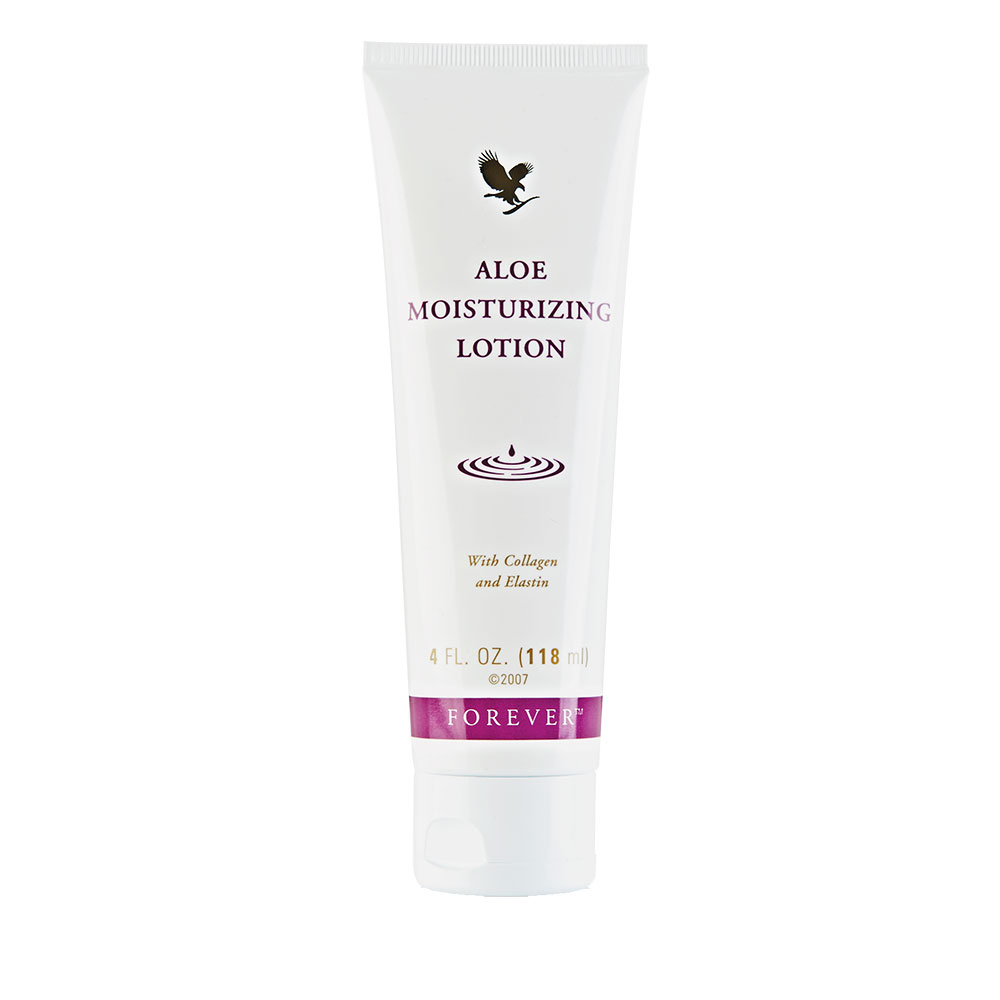 ALOE
MOISTURIZING
LOTION
With Collagen
and Elastin
4 FL. OZ. (118 ml)
©2007
FOREVER™